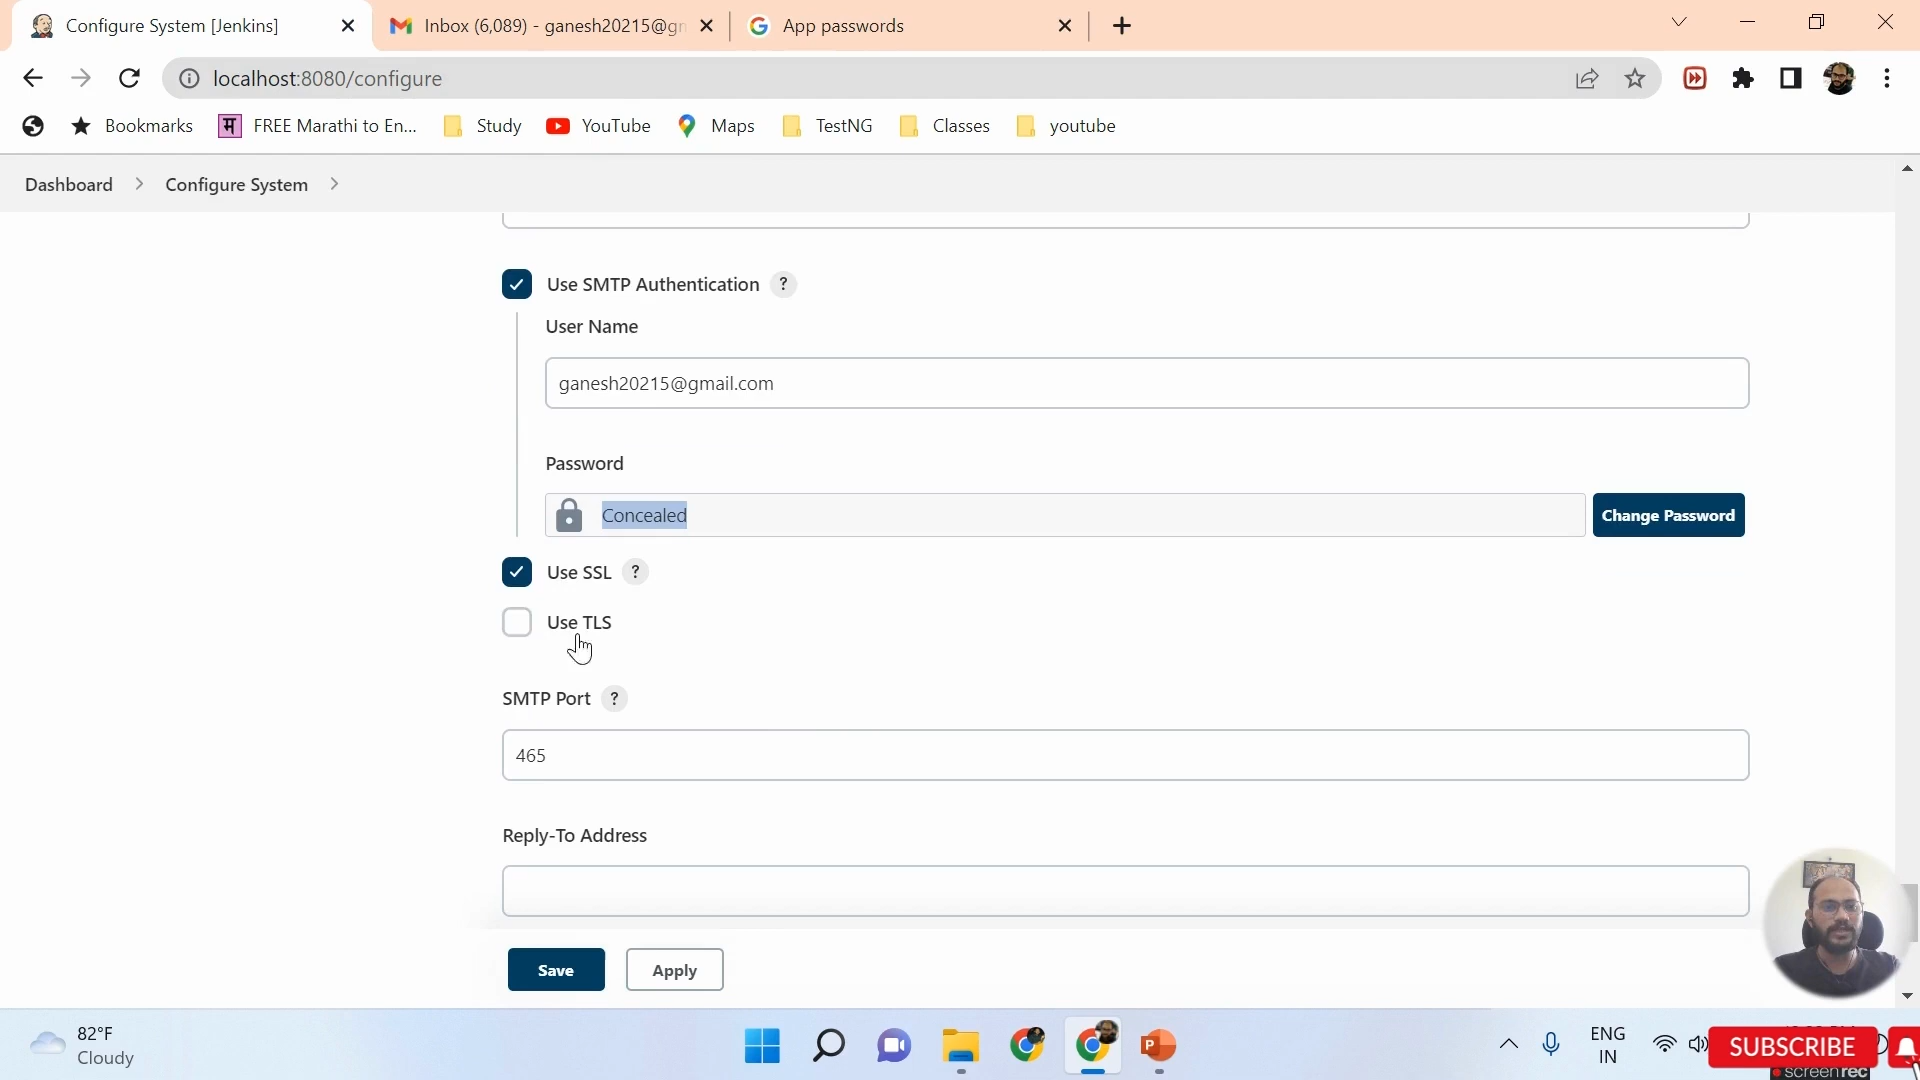 Configure System [Jenkins]
Inbox (6,089) - ganesh20215@gm
App passwords
localhost:8080/configure
Bookmarks
म FREE Marathi to En...
Study
YouTube
Maps
TestNG
Classes
youtube
Dashboard
Configure System
Use SMTP Authentication ?
User Name
ganesh20215@gmail.com
Password
Concealed
Change Password
Use SSL ?
Use TLS
SMTP Port ?
465
Reply-To Address
Save
Apply
82°F
Cloudy
ENG
IN
SUBSCRIBE
screenrec